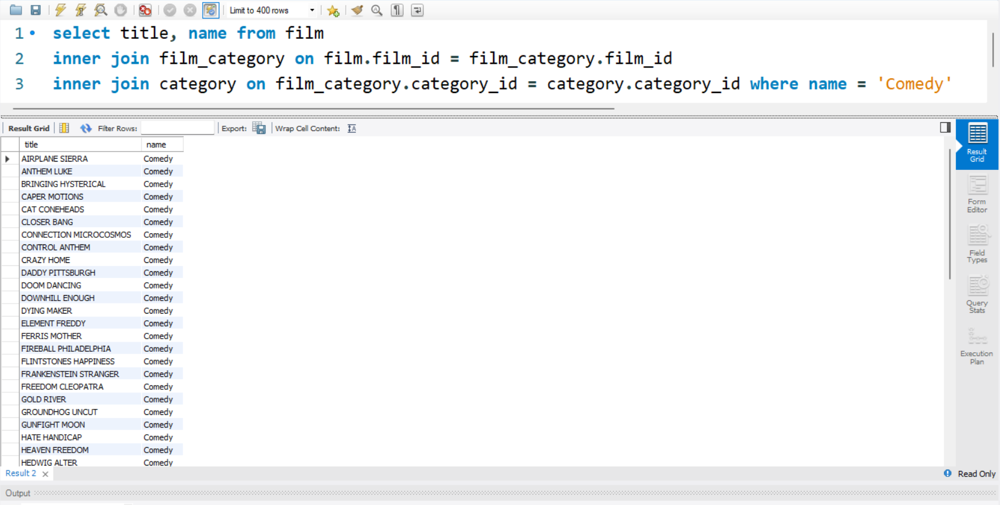 Limit to 400 rows
1 select title, name from film
2 inner join film_category on film.film_id = film_category.film_id
3 inner join category on film_category.category_id = category.category_id where name = 'Comedy'
Result Grid Filter Rows: Export: Wrap Cell Content:
title name
AIRPLANE SIERRA Comedy
ANTHEM LUKE Comedy
BRINGING HYSTERICAL Comedy
CAPER MOTIONS Comedy
CAT CONEHEADS Comedy
CLOSER BANG Comedy
CONNECTION MICROCOSMOS Comedy
CONTROL ANTHEM Comedy
CRAZY HOME Comedy
DADDY PITTSBURGH Comedy
DOOM DANCING Comedy
DOWNHILL ENOUGH Comedy
DYING MAKER Comedy
ELEMENT FREDDY Comedy
FERRIS MOTHER Comedy
FIREBALL PHILADELPHIA Comedy
FLINTSTONES HAPPINESS Comedy
FRANKENSTEIN STRANGER Comedy
FREEDOM CLEOPATRA Comedy
GOLD RIVER Comedy
GROUNDHOG UNCUT Comedy
GUNFIGHT MOON Comedy
HATE HANDICAP Comedy
HEAVEN FREEDOM Comedy
HEDWIG ALTER Comedy
Result
Grid
Form
Editor
Field
Types
Query
Stats
Execution
Plan
Result 2 Read Only
Output